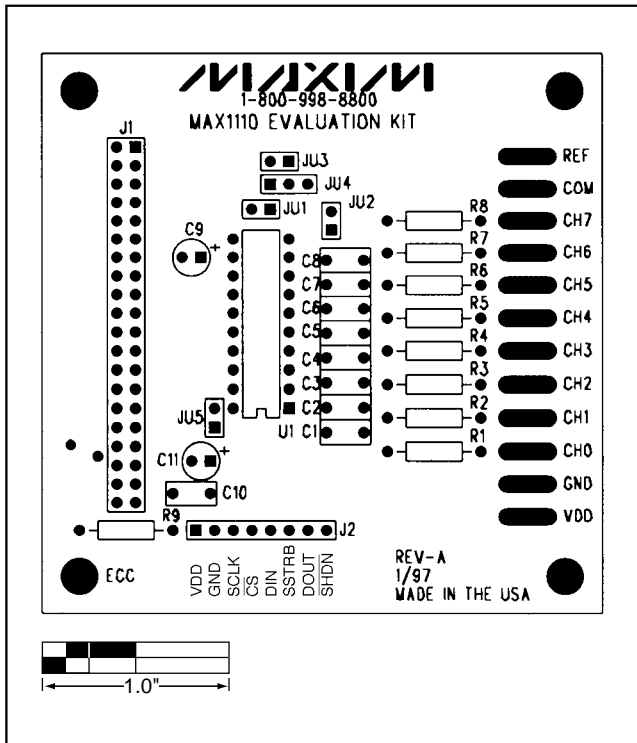 MAXIM
1-800-998-8800
MAX1110 EVALUATION KIT
J1
JU3
JU4
JU1
JU2
C9
+
C8
C7
C6
C5
C4
C3
C2
C1
U1
JU5
C11
+
C10
R9
J2
R8
R7
R6
R5
R4
R3
R2
R1
REF
COM
CH7
CH6
CH5
CH4
CH3
CH2
CH1
CH0
GND
VDD
ECC
VDD
GND
SCLK
CS
DIN
SSTRB
DOUT
SHDN
REV-A
1/97
MADE IN THE USA
1.0"